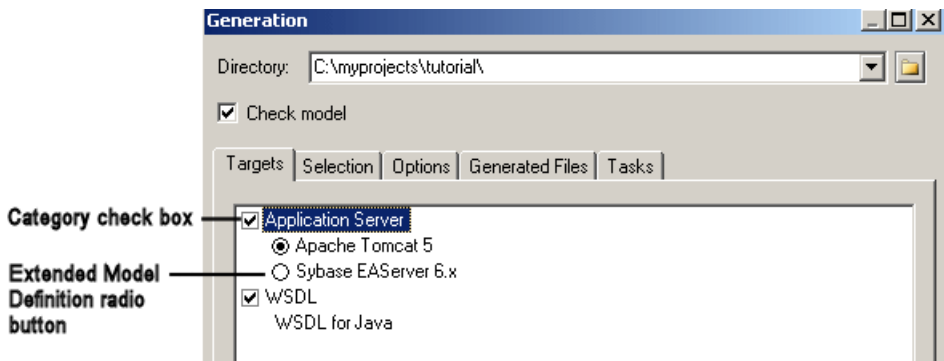 Generation
Directory: C:\myprojects\tutorial\
Check model
Targets Selection Options Generated Files Tasks
Category check box
Application Server
Apache Tomcat 5
Extended Model
Definition radio
button
Sybase EAServer 6.x
WSDL
WSDL for Java